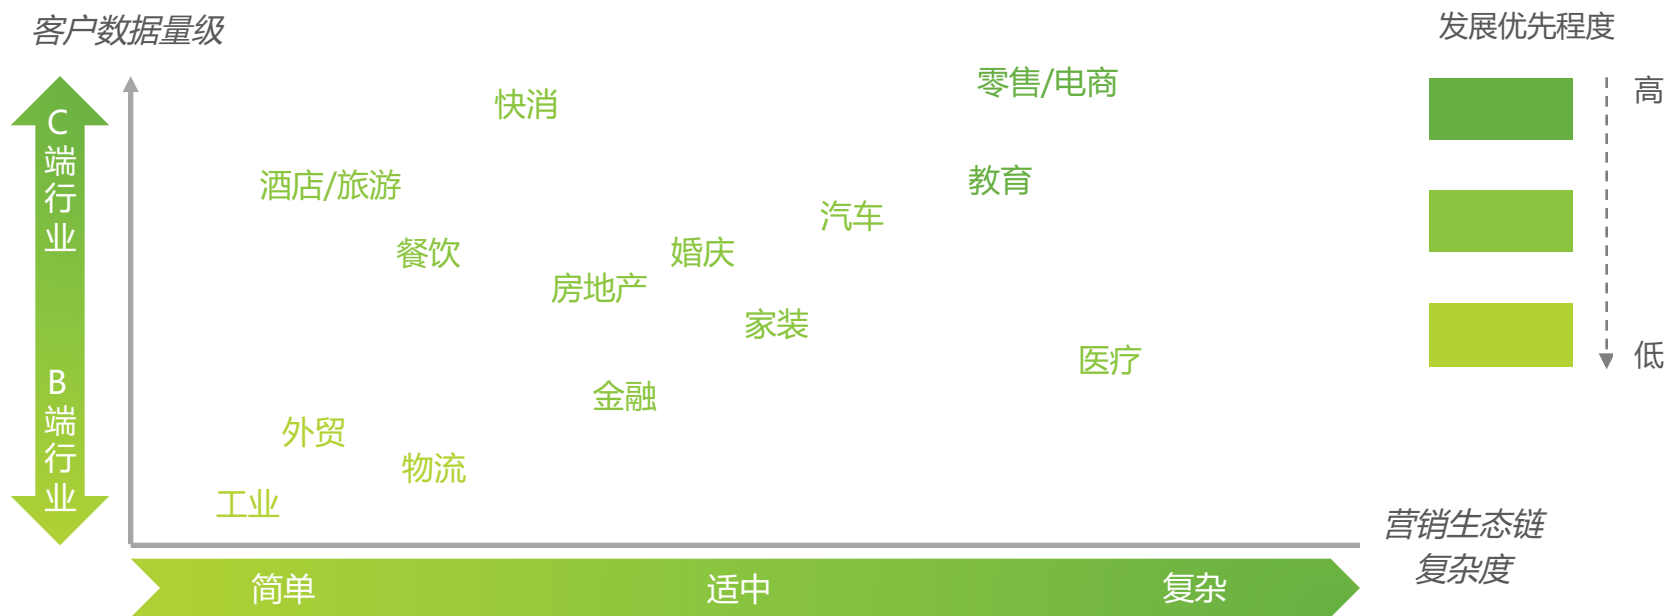 客户数据量级
发展优先程度
C端行业
B端行业
零售/电商
快消
教育
酒店/旅游
汽车
餐饮
婚庆
房地产
家装
医疗
金融
外贸
物流
工业
高
低
营销生态链
复杂度
简单
适中
复杂